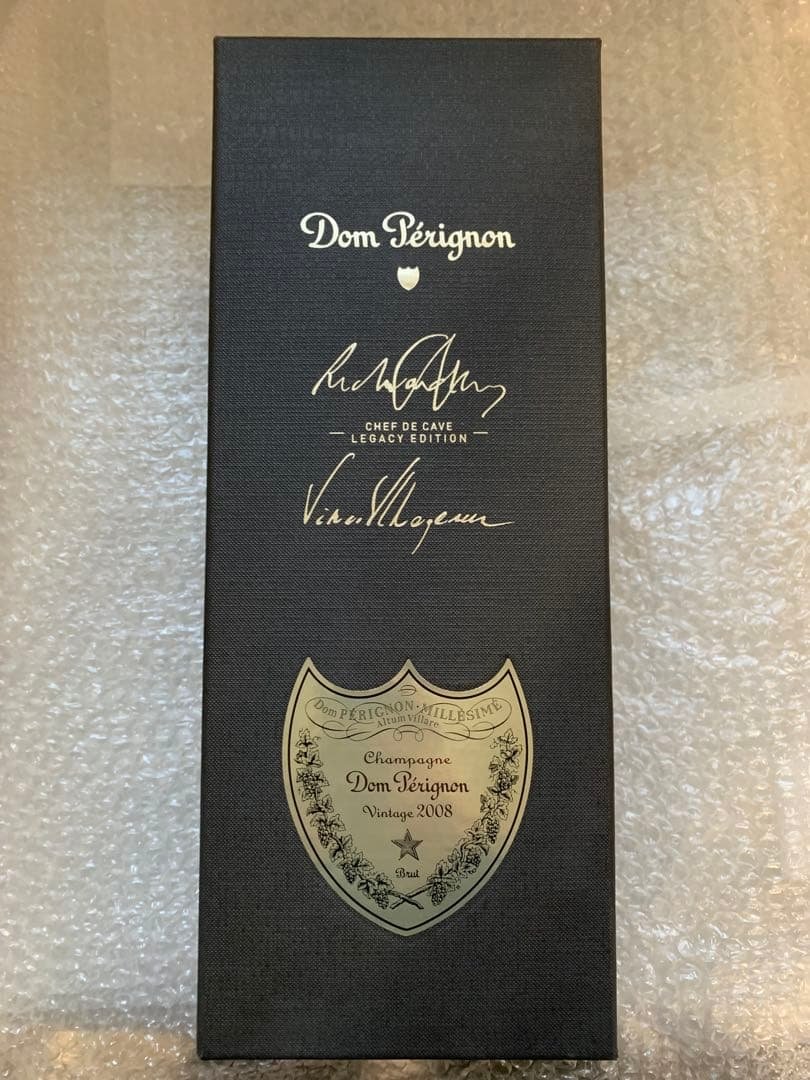 Dom Pérignon
CHEF DE CAVE
LEGACY EDITION
Dom PÉRIGNON · MILLÉSIMÉ
Altum Villare
Champagne
Dom Pérignon
Vintage 2008
Brut